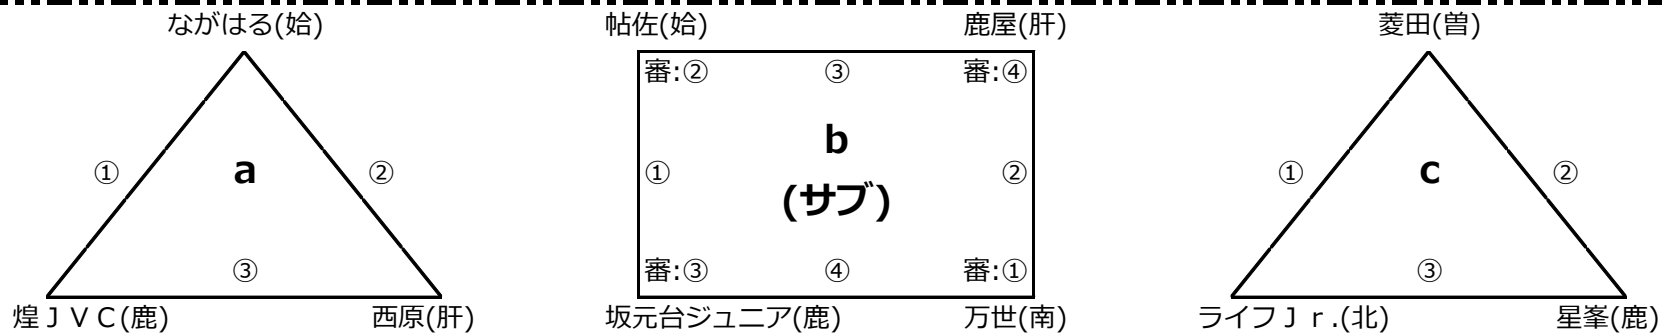 ながはる(姶)
①
a
②
③
煌ＪＶＣ(鹿)
西原(肝)
帖佐(姶)
鹿屋(肝)
審:②
③
審:④
b
①
②
(サブ)
審:③
④
審:①
坂元台ジュニア(鹿)
万世(南)
菱田(曽)
①
c
②
③
ライフＪｒ.(北)
星峯(鹿)